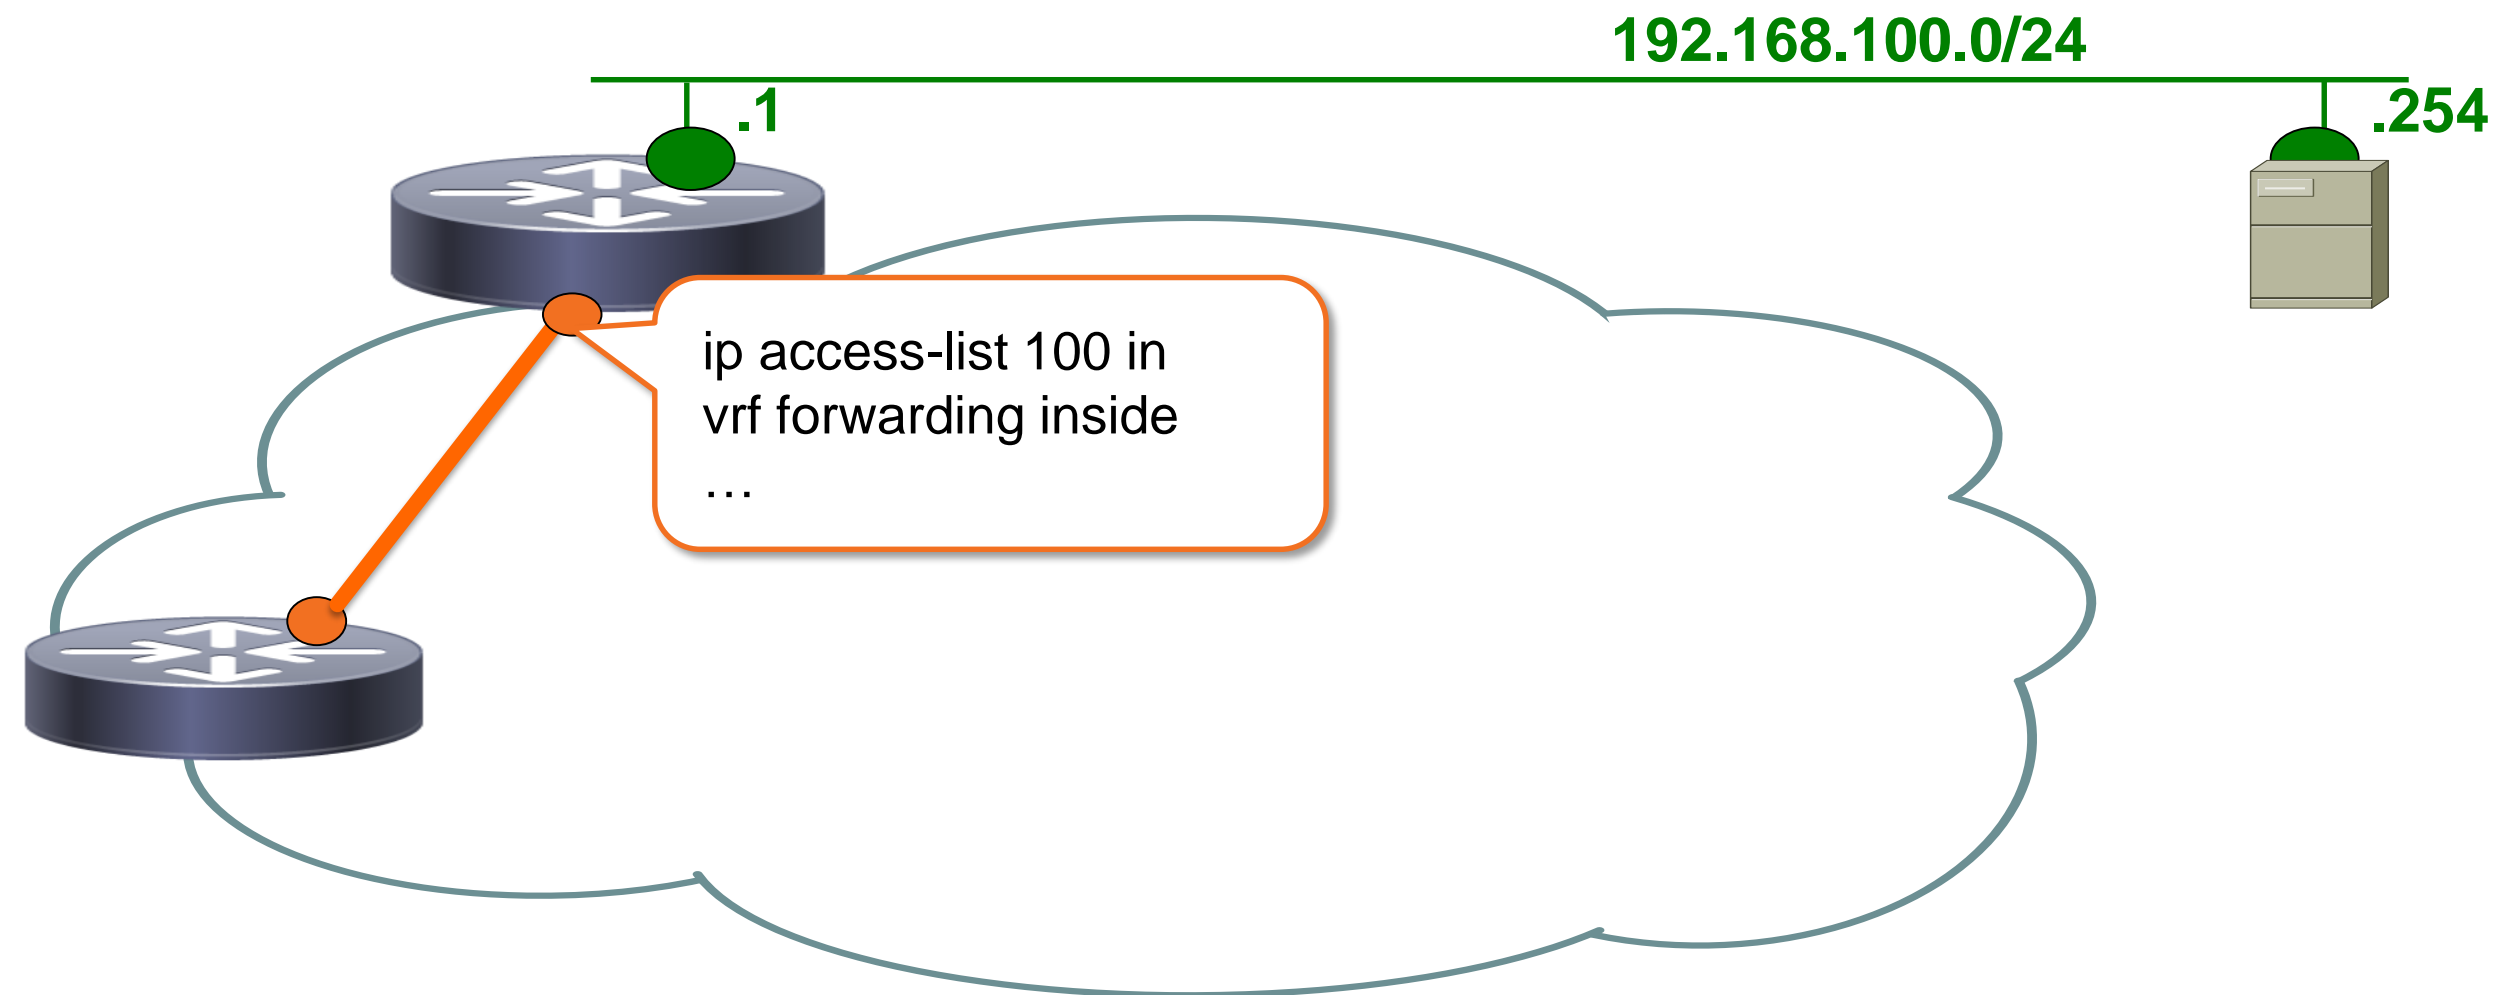 192.168.100.0/24
.1
.254
ip access-list 100 in
vrf forwarding inside
…